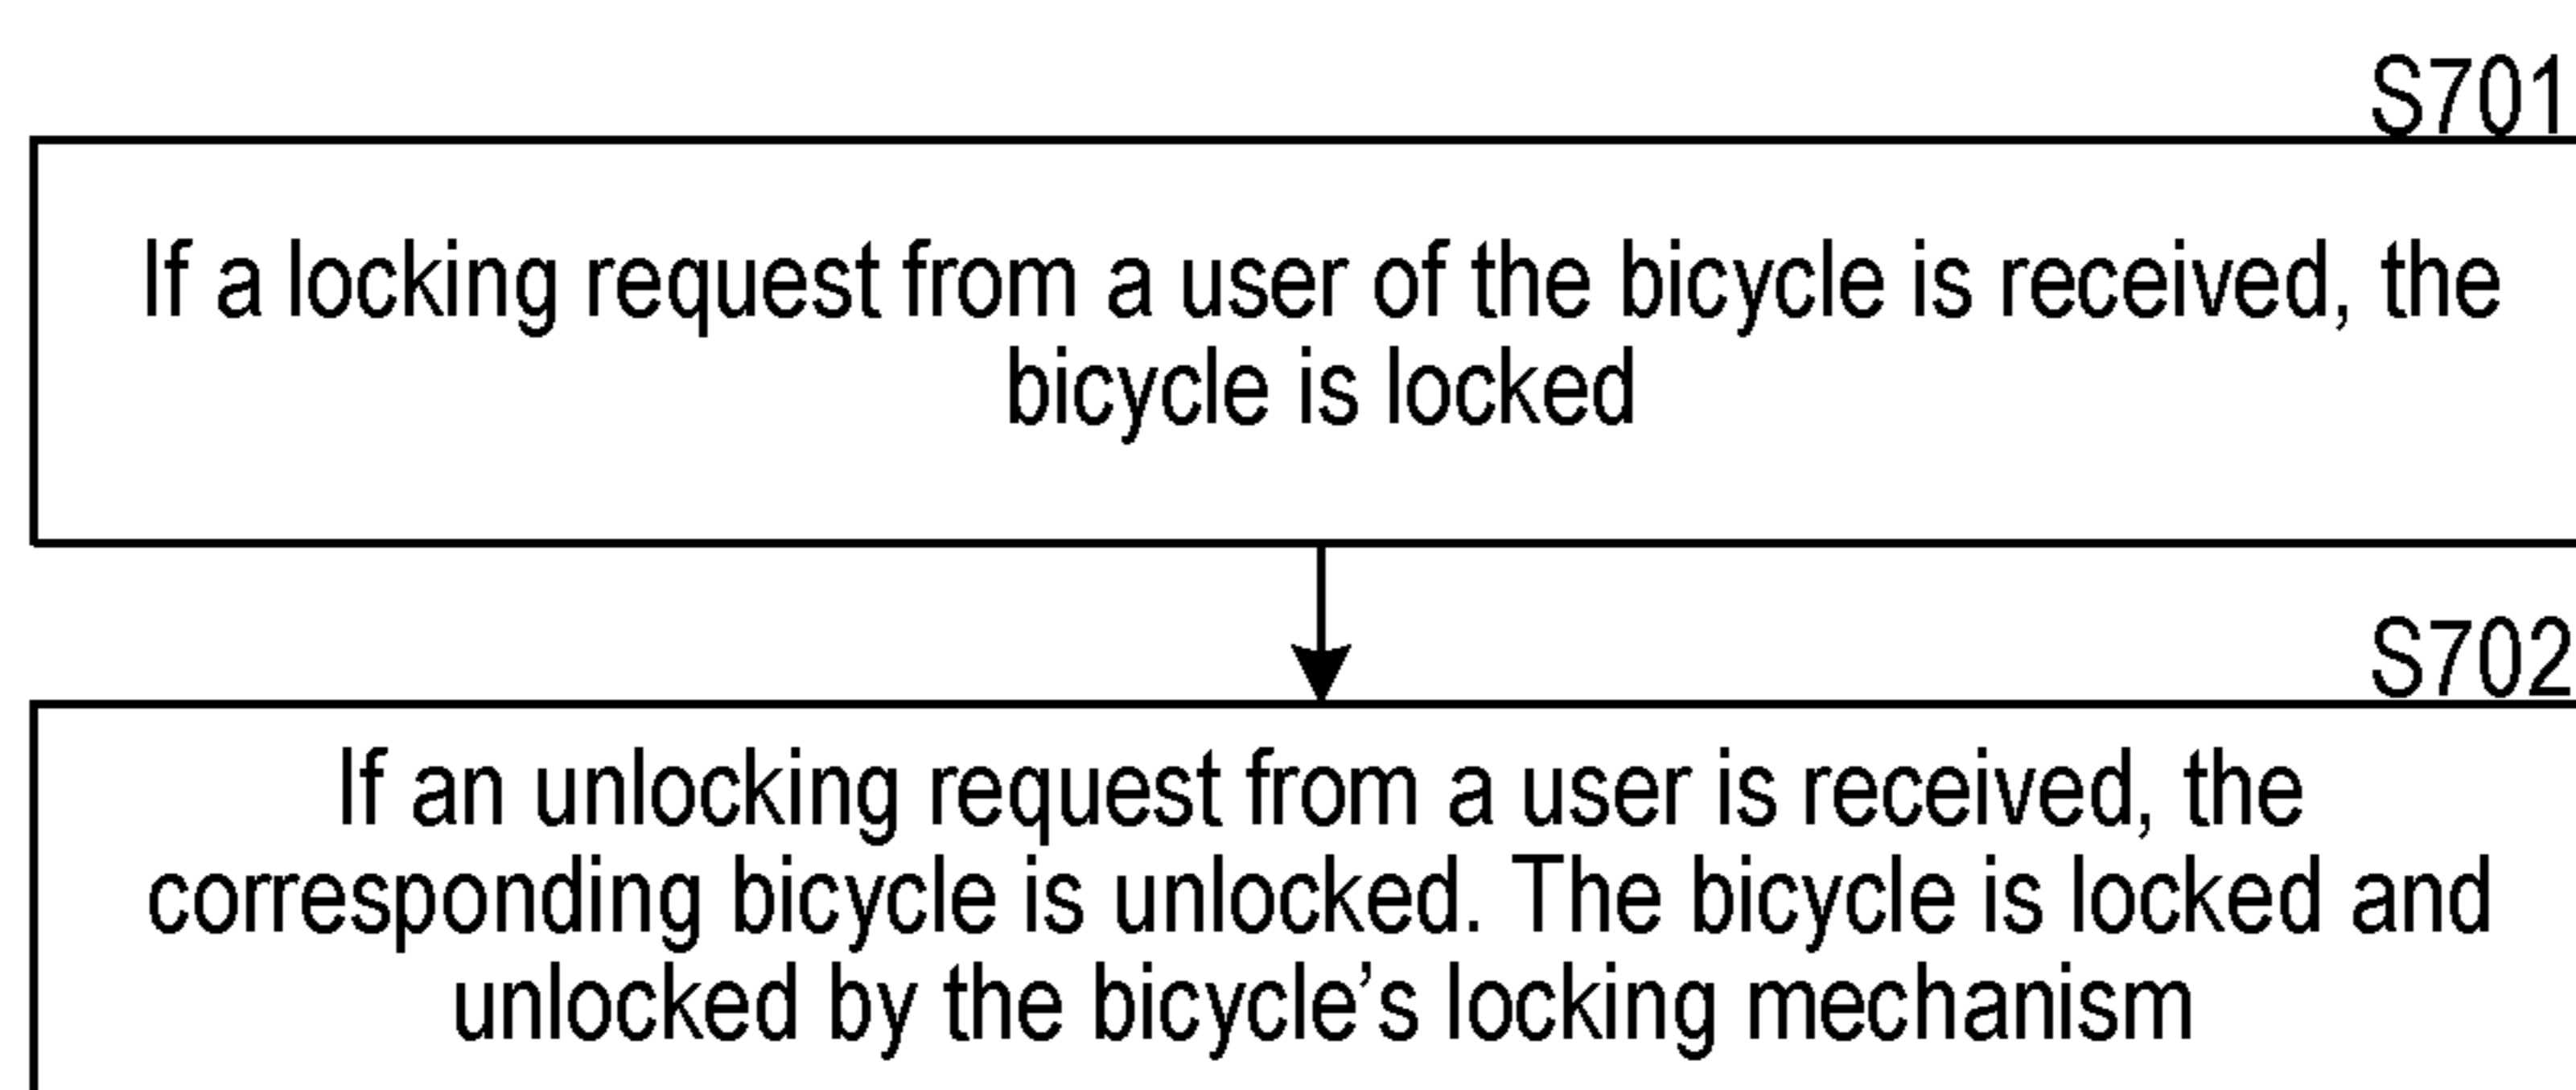 S701
If a locking request from a user of the bicycle is received, the
bicycle is locked
S702
If an unlocking request from a user is received, the
corresponding bicycle is unlocked. The bicycle is locked and
unlocked by the bicycle’s locking mechanism